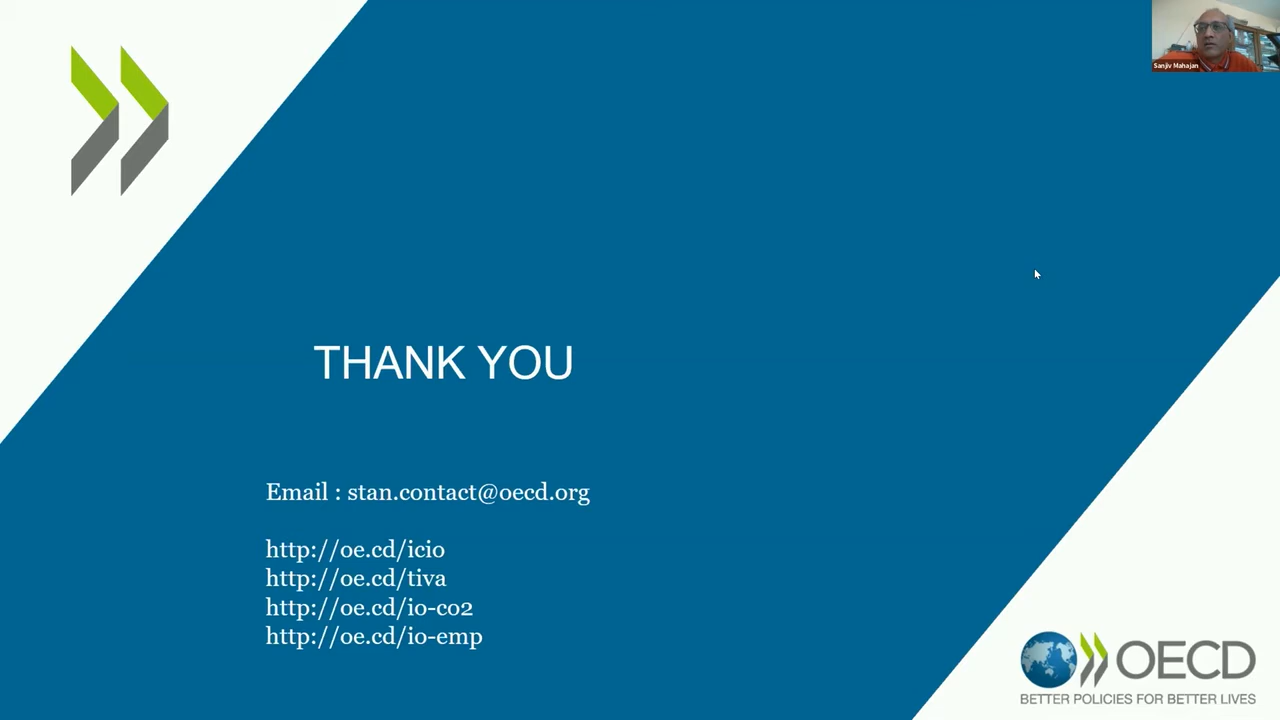 Sanjiv Mahajan
THANK YOU
Email : stan.contact@oecd.org
http://oe.cd/icio
http://oe.cd/tiva
http://oe.cd/io-co2
http://oe.cd/io-emp
OECD
BETTER POLICIES FOR BETTER LIVES